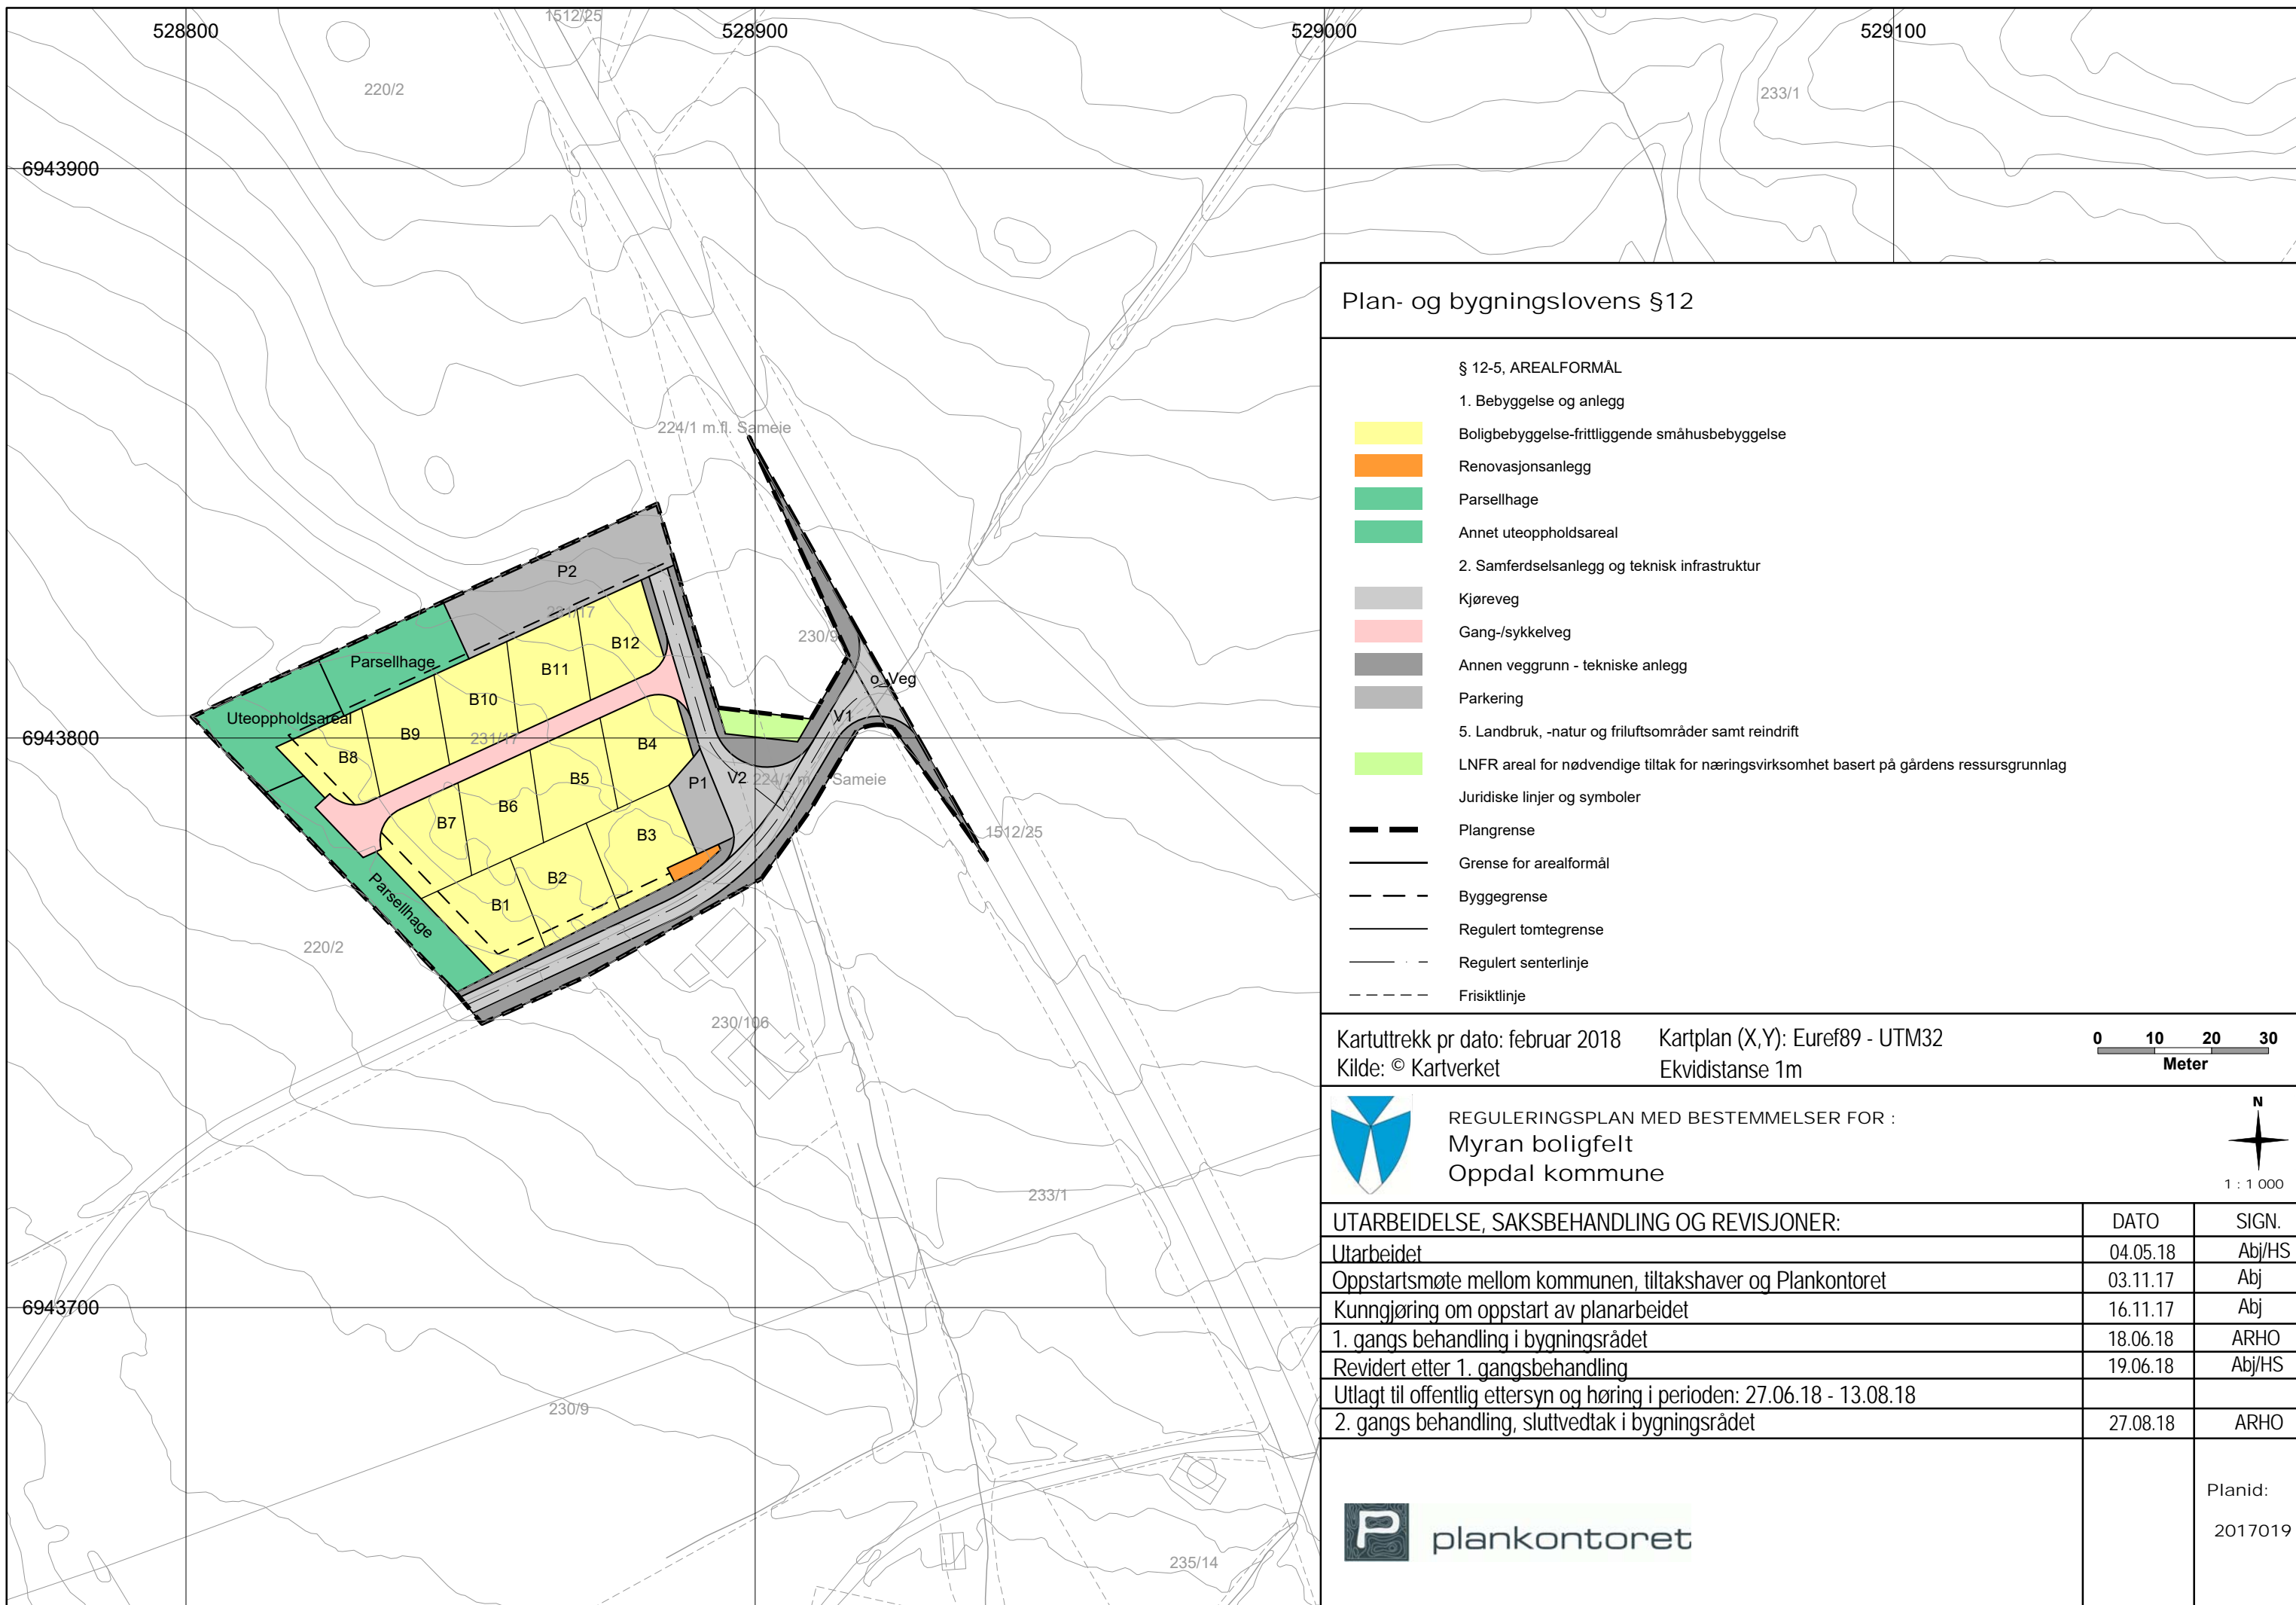 1512/25
528800
528900
529000
529100
220/2
233/1
6943900
224/1 m.fl. Sameie
P2
231/17
230/9
B12
B11
Parsellhage
B10
o_Veg
Uteoppholdsareal
V1
B9
231/17
B4
6943800
B8
B5
V2
224/1 m.
Sameie
P1
B6
B7
B3
1512/25
B2
Parsellhage
B1
220/2
230/106
233/1
6943700
230/9
235/14
Plan- og bygningslovens §12
§ 12-5, AREALFORMÅL
1. Bebyggelse og anlegg
Boligbebyggelse-frittliggende småhusbebyggelse
Renovasjonsanlegg
Parsellhage
Annet uteoppholdsareal
2. Samferdselsanlegg og teknisk infrastruktur
Kjøreveg
Gang-/sykkelveg
Annen veggrunn - tekniske anlegg
Parkering
5. Landbruk, -natur og friluftsområder samt reindrift
LNFR areal for nødvendige tiltak for næringsvirksomhet basert på gårdens ressursgrunnlag
Juridiske linjer og symboler
Plangrense
Grense for arealformål
Byggegrense
Regulert tomtegrense
Regulert senterlinje
Frisiktlinje
Kartuttrekk pr dato: februar 2018
Kartplan (X,Y): Euref89 - UTM32
Kilde: © Kartverket
Ekvidistanse 1m
0 10 20 30
Meter
REGULERINGSPLAN MED BESTEMMELSER FOR :
Myran boligfelt
Oppdal kommune
N
1 : 1 000
UTARBEIDELSE, SAKSBEHANDLING OG REVISJONER: DATO SIGN.
Utarbeidet 04.05.18 Abj/HS
Oppstartsmøte mellom kommunen, tiltakshaver og Plankontoret 03.11.17 Abj
Kunngjøring om oppstart av planarbeidet 16.11.17 Abj
1. gangs behandling i bygningsrådet 18.06.18 ARHO
Revidert etter 1. gangsbehandling 19.06.18 Abj/HS
Utlagt til offentlig ettersyn og høring i perioden: 27.06.18 - 13.08.18
2. gangs behandling, sluttvedtak i bygningsrådet 27.08.18 ARHO
Planid:
2017019
P plankontoret